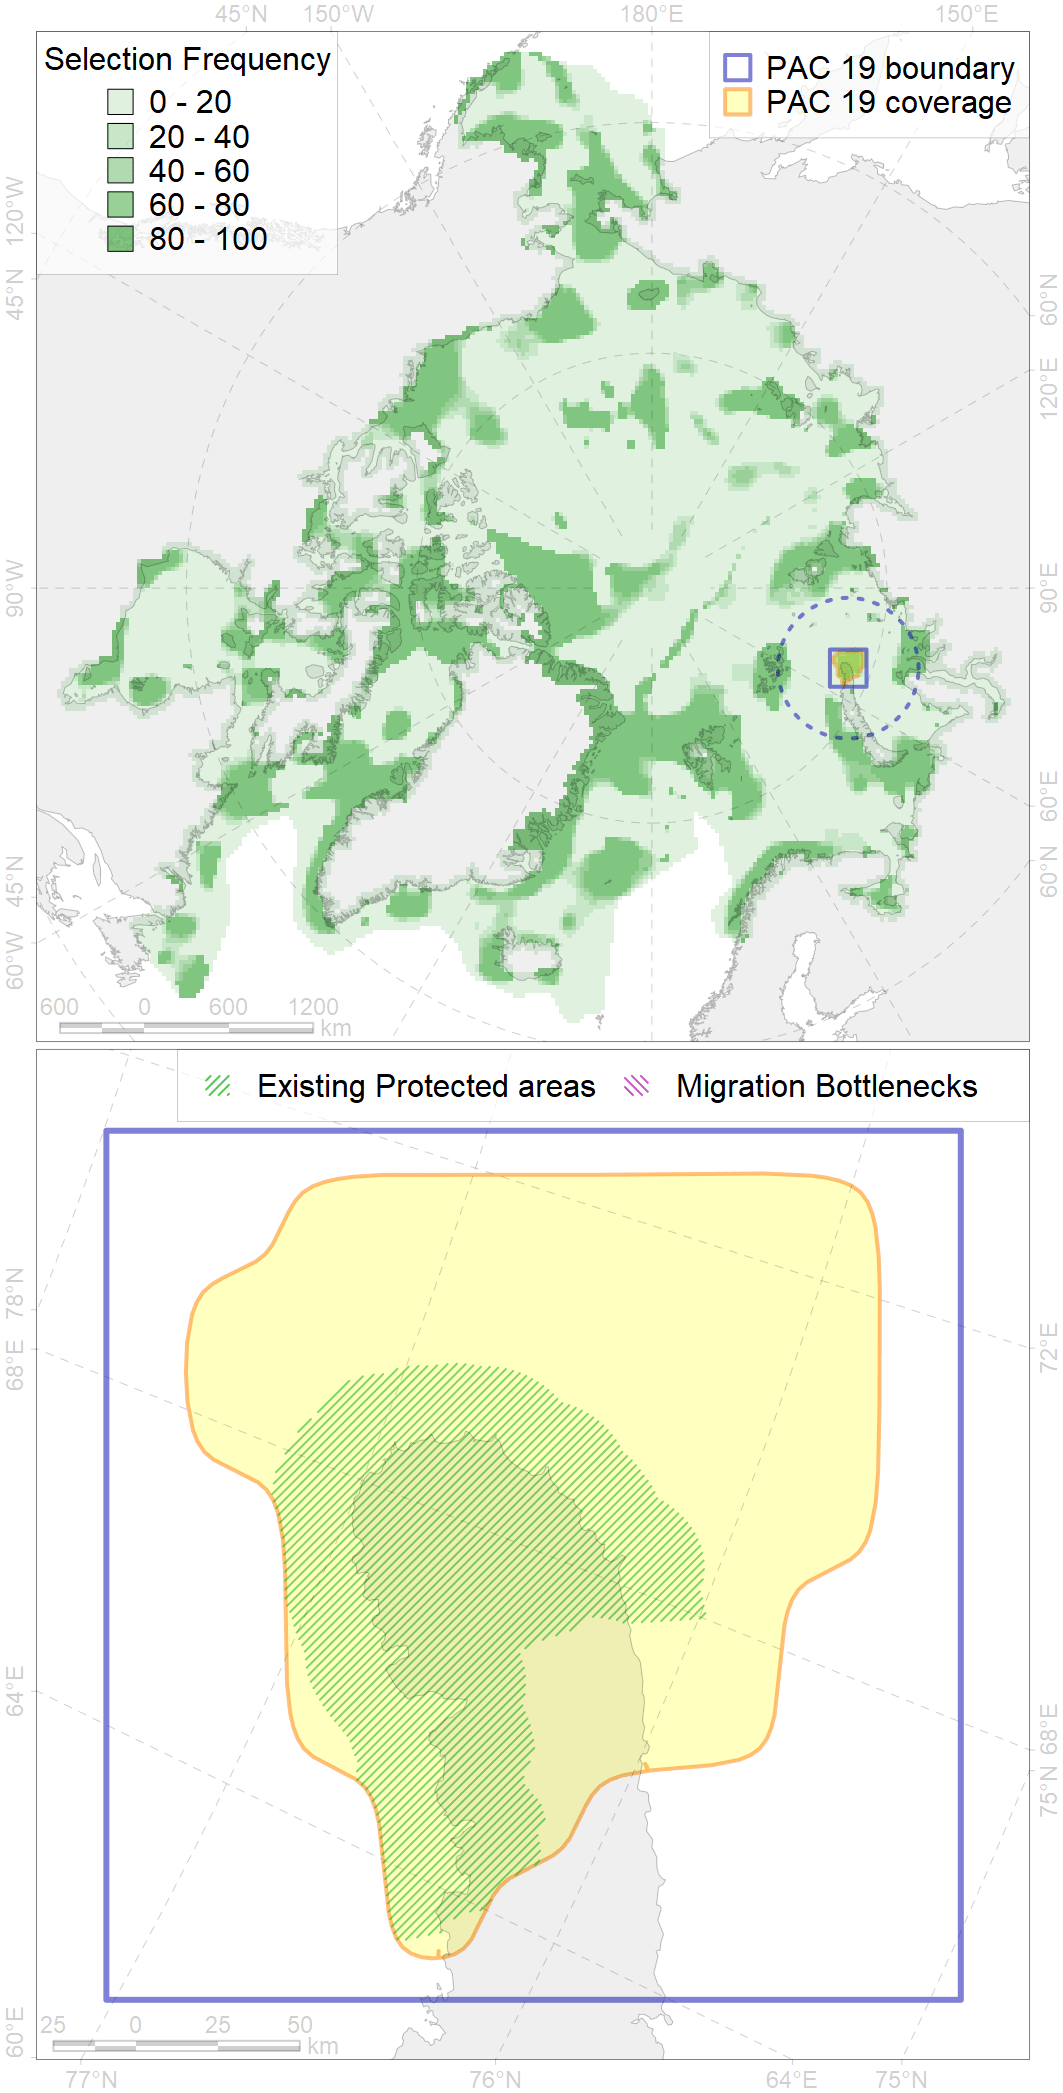 45°N 150°W 180°E 150°E
Selection Frequency
0 - 20
20 - 40
40 - 60
60 - 80
80 - 100
PAC 19 boundary
PAC 19 coverage
120°W
45°N
90°W
45°N
60°W
60°N
120°E
90°E
60°E
60°N
600 0 600 1200
km
Existing Protected areas Migration Bottlenecks
78°N
68°E
64°E
60°E
72°E
68°E
75°N
25 0 25 50
km
77°N 76°N 64°E 75°N